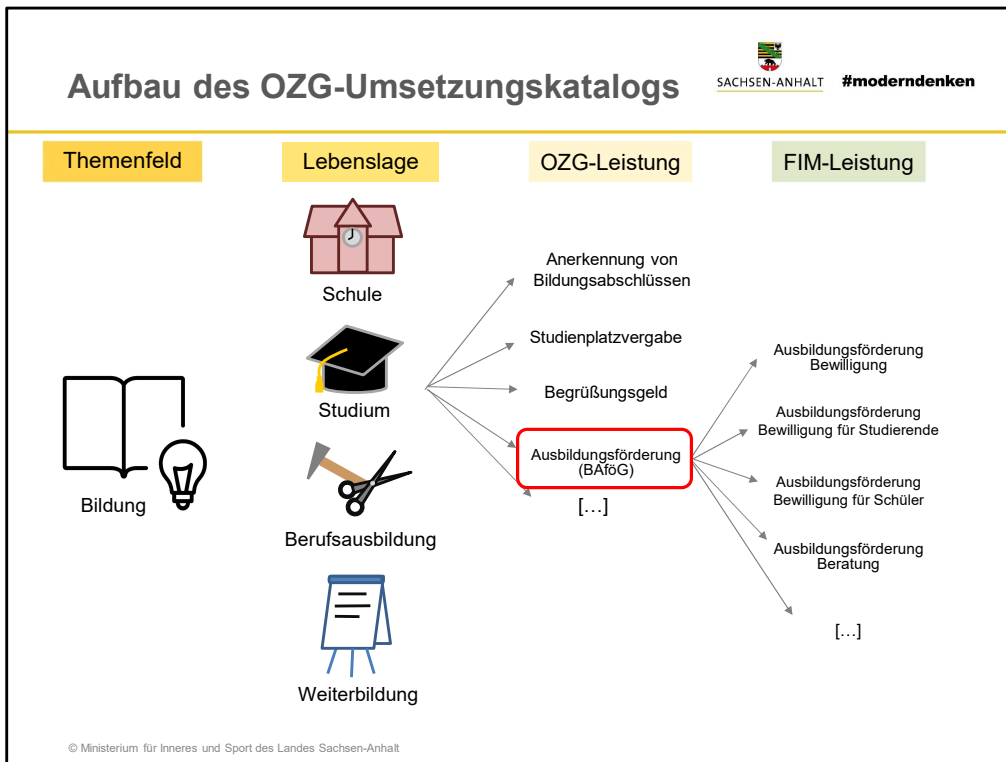 Aufbau des OZG-Umsetzungskatalogs
SACHSEN-ANHALT
#moderndenken
Themenfeld
Lebenslage
OZG-Leistung
FIM-Leistung
Bildung
Schule
Studium
Berufsausbildung
Weiterbildung
Anerkennung von
Bildungsabschlüssen
Studienplatzvergabe
Begrüßungsgeld
Ausbildungsförderung
(BAföG)
[…]
Ausbildungsförderung
Bewilligung
Ausbildungsförderung
Bewilligung für Studierende
Ausbildungsförderung
Bewilligung für Schüler
Ausbildungsförderung
Beratung
[…]
© Ministerium für Inneres und Sport des Landes Sachsen-Anhalt